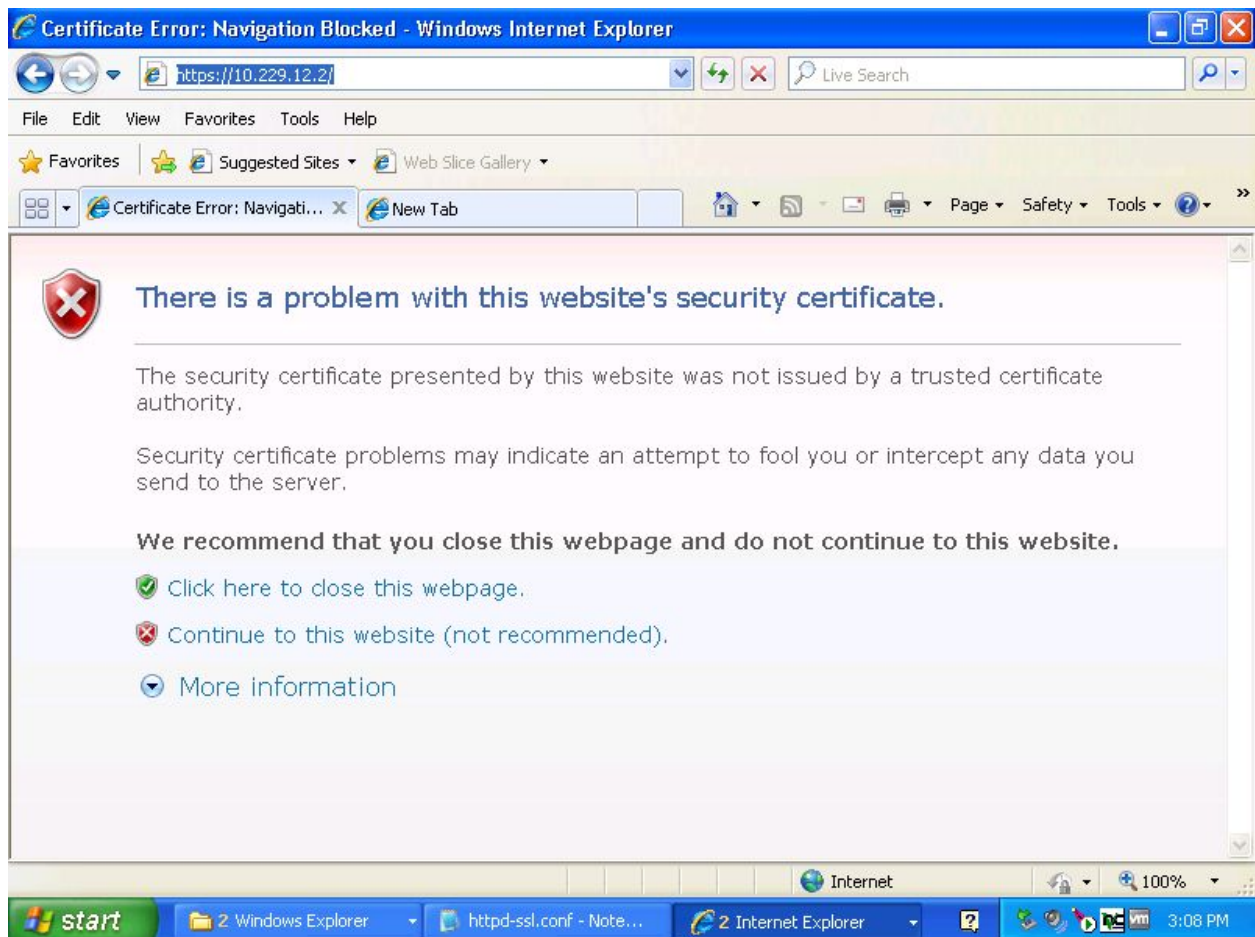 Certificate Error: Navigation Blocked - Windows Internet Explorer
https://10.229.12.2/
Live Search
File Edit View Favorites Tools Help
Favorites Suggested Sites Web Slice Gallery
Certificate Error: Navigati... New Tab Page Safety Tools »
There is a problem with this website's security certificate.
The security certificate presented by this website was not issued by a trusted certificate
authority.
Security certificate problems may indicate an attempt to fool you or intercept any data you
send to the server.
We recommend that you close this webpage and do not continue to this website.
Click here to close this webpage.
Continue to this website (not recommended).
More information
Internet 100%
start 2 Windows Explorer httpd-ssl.conf - Note... 2 Internet Explorer 3:08 PM